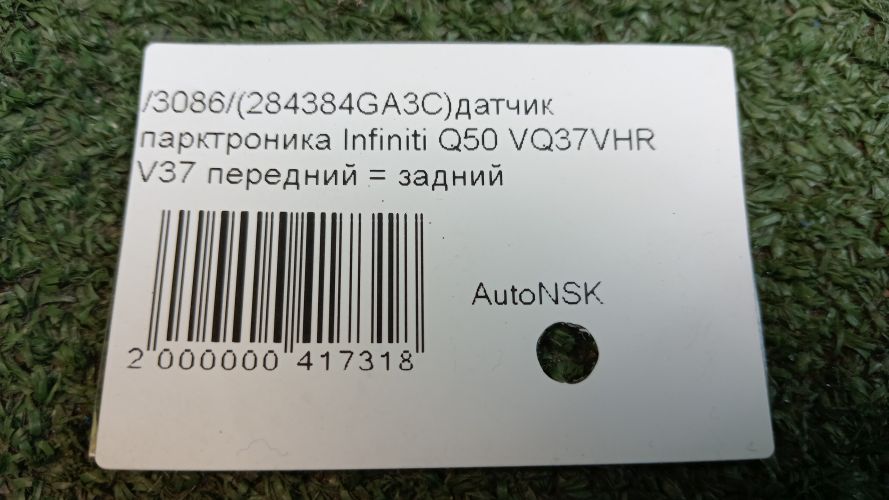 /3086/(284384GA3C)датчик
парктроника Infiniti Q50 VQ37VHR
V37 передний = задний
AutoNSK
2 000000 417318